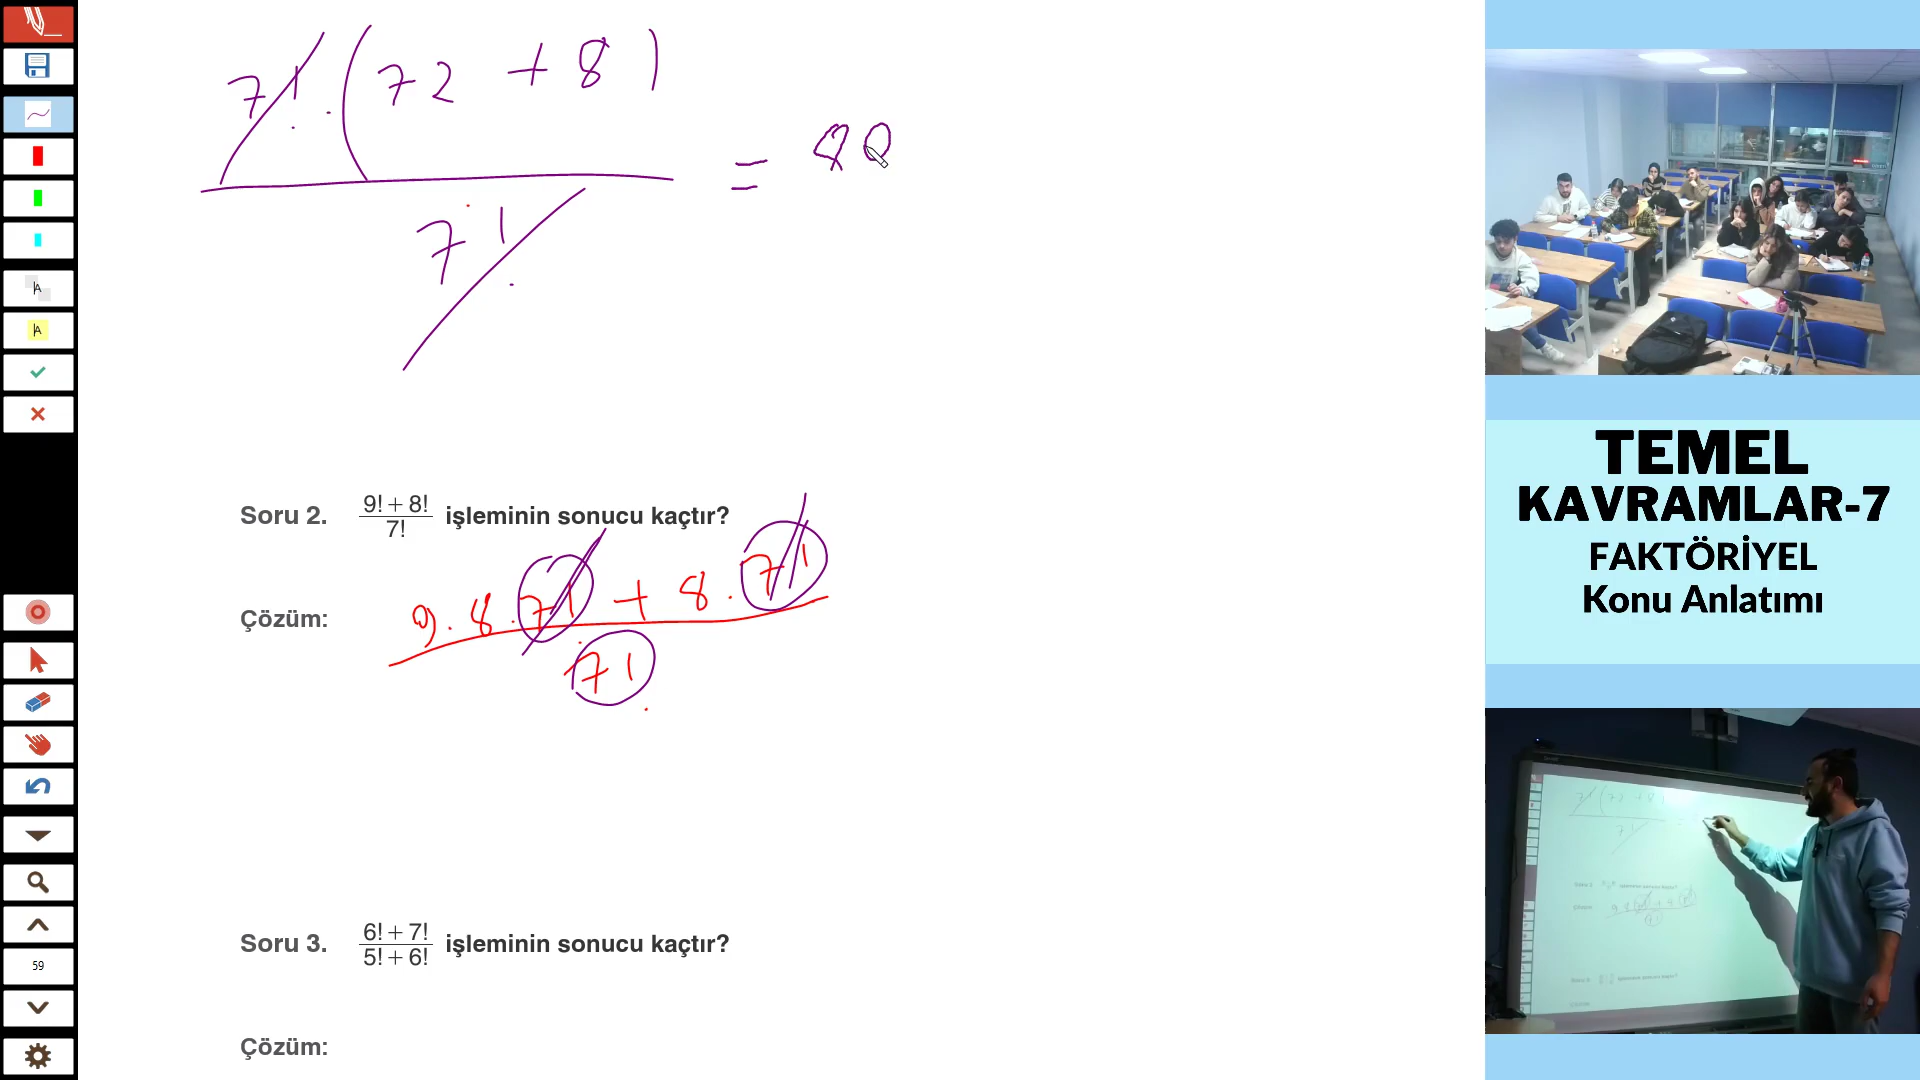 7! . (72 + 8)
7!
= 80
Soru 2. 9! + 8! / 7! işleminin sonucu kaçtır?
Çözüm: 9 . 8 . 7! + 8 . 7!
7!
Soru 3. 6! + 7! / 5! + 6! işleminin sonucu kaçtır?
Çözüm:
59
TEMEL
KAVRAMLAR-7
FAKTÖRİYEL
Konu Anlatımı